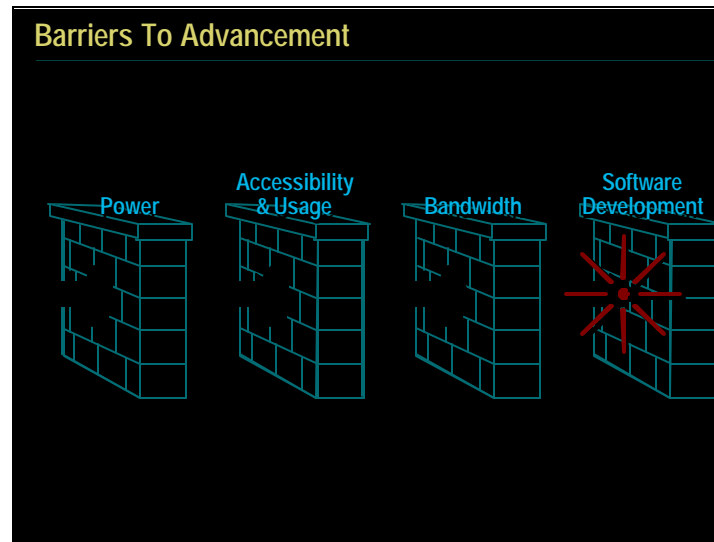 Barriers To Advancement
Power
Accessibility
& Usage
Bandwidth
Software
Development